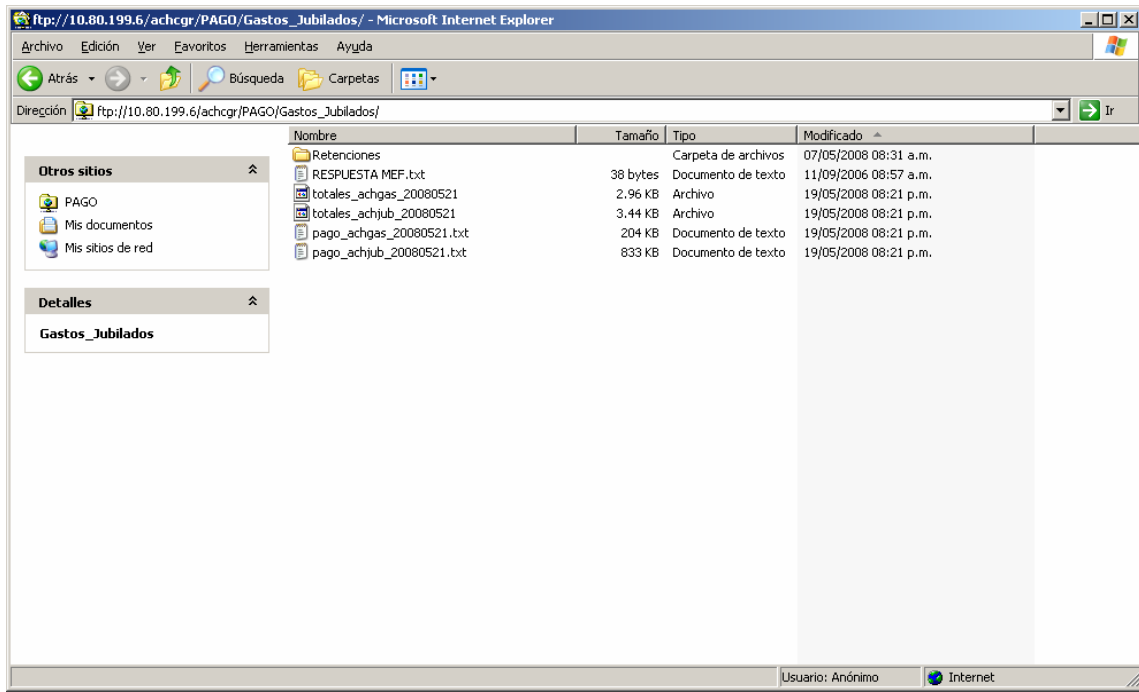 ftp://10.80.199.6/achcgr/PAGO/Gastos_Jubilados/ - Microsoft Internet Explorer
Archivo Edición Ver Favoritos Herramientas Ayuda
Atrás Búsqueda Carpetas
Dirección ftp://10.80.199.6/achcgr/PAGO/Gastos_Jubilados/ Ir
Nombre Tamaño Tipo Modificado
Retenciones Carpeta de archivos 07/05/2008 08:31 a.m.
RESPUESTA MEF.txt 38 bytes Documento de texto 11/09/2006 08:57 a.m.
totales_achgas_20080521 2.96 KB Archivo 19/05/2008 08:21 p.m.
totales_achjub_20080521 3.44 KB Archivo 19/05/2008 08:21 p.m.
pago_achgas_20080521.txt 204 KB Documento de texto 19/05/2008 08:21 p.m.
pago_achjub_20080521.txt 833 KB Documento de texto 19/05/2008 08:21 p.m.
Otros sitios
PAGO
Mis documentos
Mis sitios de red
Detalles
Gastos_Jubilados
Usuario: Anónimo Internet